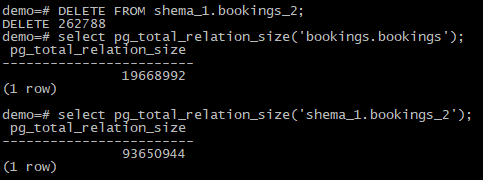 demo=# DELETE FROM shema_1.bookings_2;
DELETE 262788
demo=# select pg_total_relation_size('bookings.bookings');
 pg_total_relation_size
------------------------
               19668992
(1 row)

demo=# select pg_total_relation_size('shema_1.bookings_2');
 pg_total_relation_size
------------------------
               93650944
(1 row)